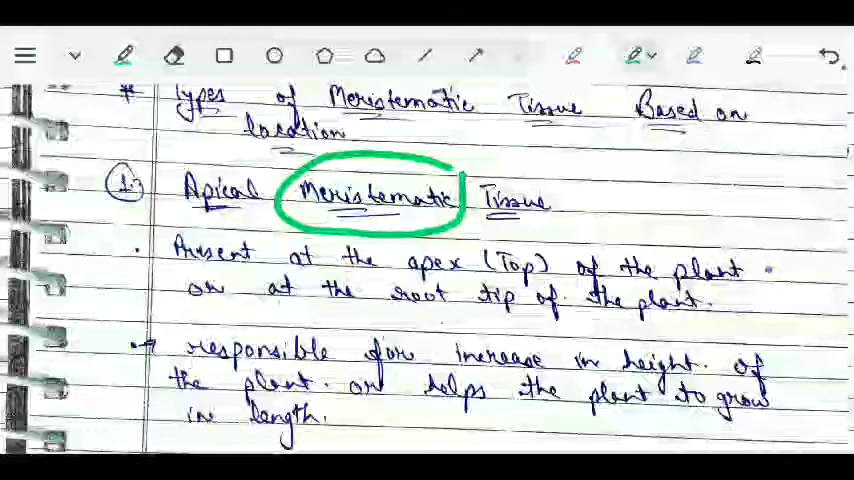 * Types of Meristematic Tissue Based on
location
1. Apical Meristematic Tissue
. Present at the apex (Top) of the plant
or at the root tip of the plant.
.→ responsible for increase in height. of
the plant. or helps the plant to grow
in length.